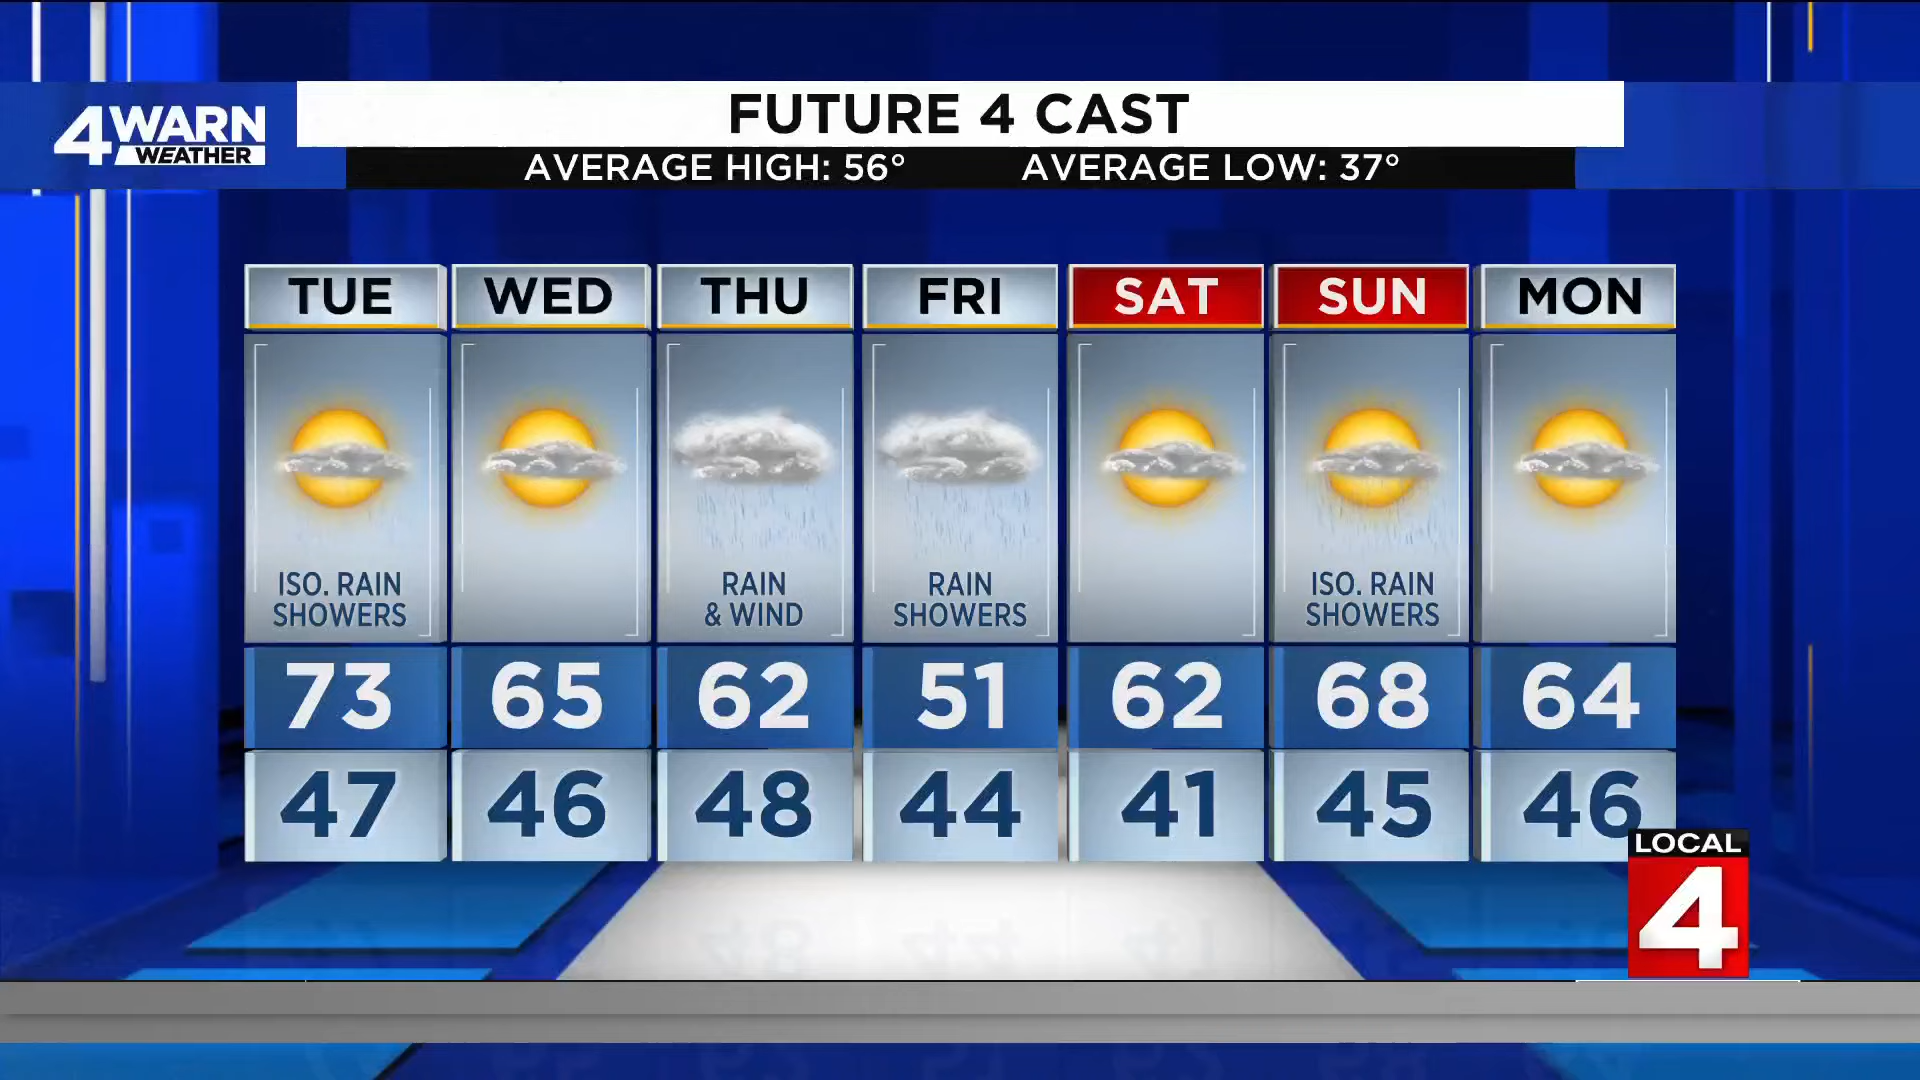 4WARN
WEATHER
FUTURE 4 CAST
AVERAGE HIGH: 56° AVERAGE LOW: 37°
TUE WED THU FRI SAT SUN MON
ISO. RAIN
SHOWERS
RAIN
& WIND
RAIN
SHOWERS
ISO. RAIN
SHOWERS
73 65 62 51 62 68 64
47 46 48 44 41 45 46
LOCAL
4